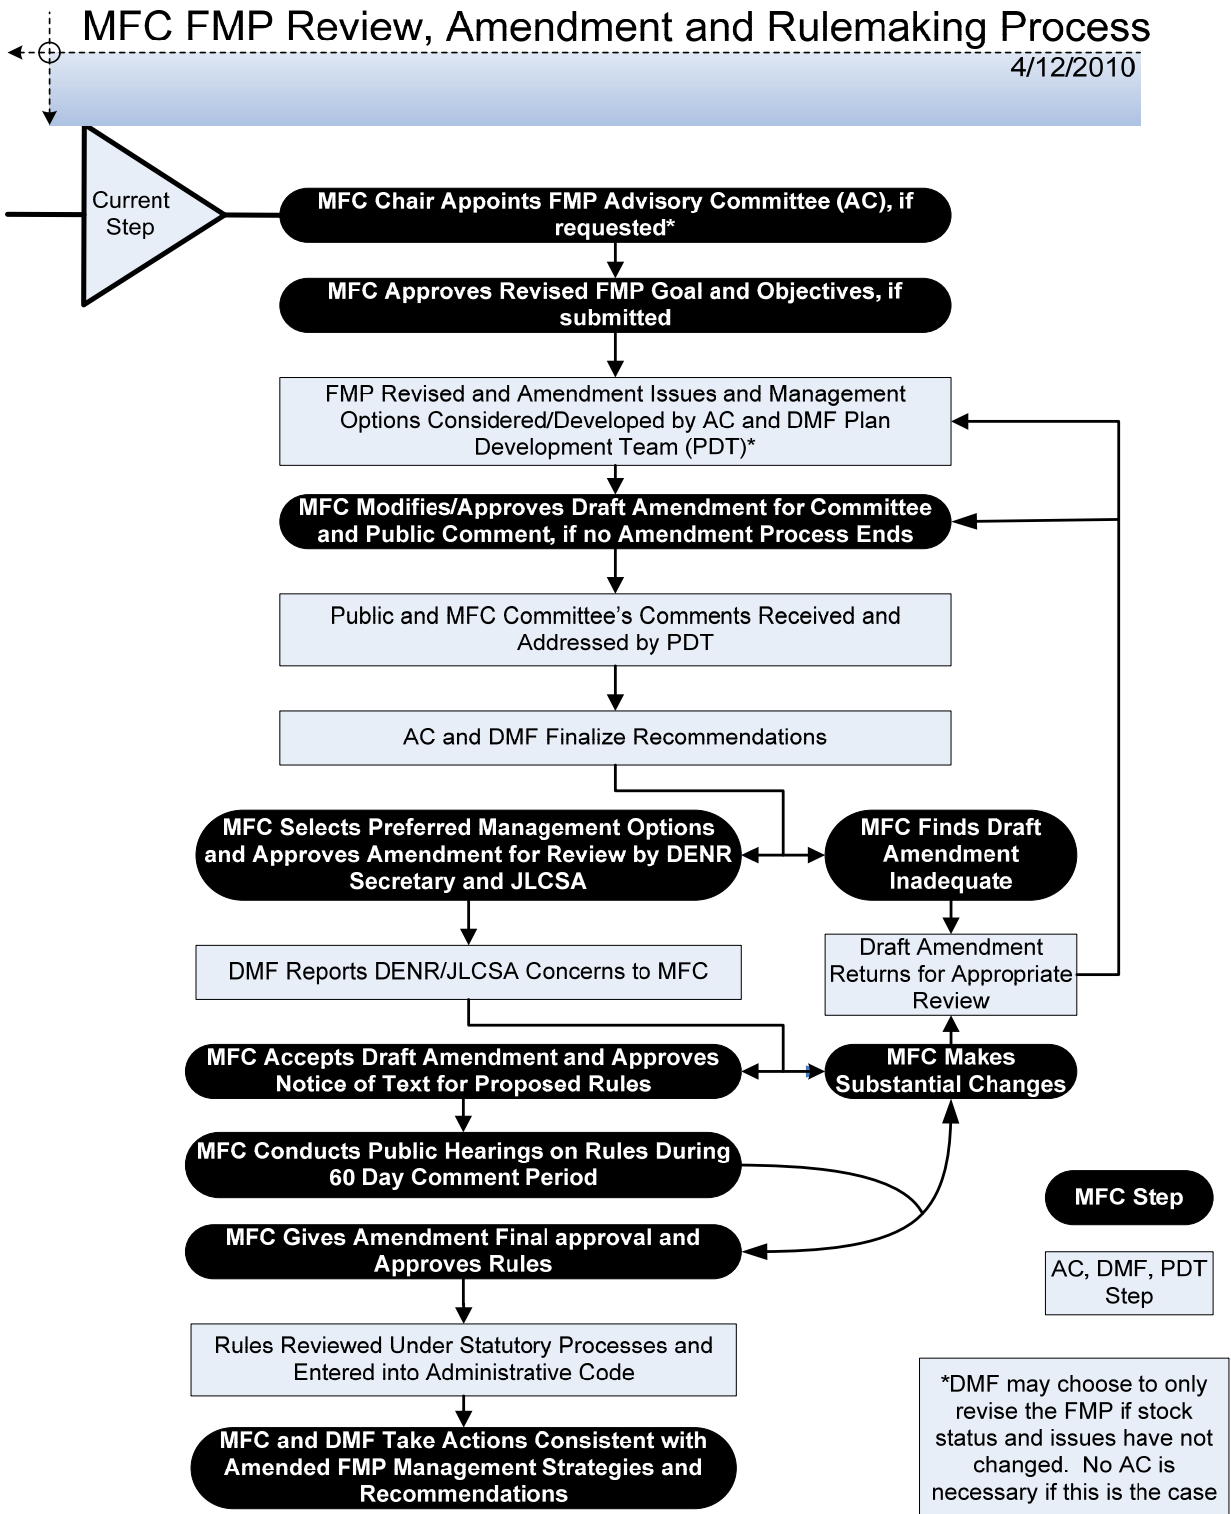 MFC FMP Review, Amendment and Rulemaking Process
4/12/2010
Current
Step
MFC Chair Appoints FMP Advisory Committee (AC), if
requested*
MFC Approves Revised FMP Goal and Objectives, if
submitted
FMP Revised and Amendment Issues and Management
Options Considered/Developed by AC and DMF Plan
Development Team (PDT)*
MFC Modifies/Approves Draft Amendment for Committee
and Public Comment, if no Amendment Process Ends
Public and MFC Committee's Comments Received and
Addressed by PDT
AC and DMF Finalize Recommendations
MFC Selects Preferred Management Options
and Approves Amendment for Review by DENR
Secretary and JLCSA
MFC Finds Draft
Amendment
Inadequate
DMF Reports DENR/JLCSA Concerns to MFC
Draft Amendment
Returns for Appropriate
Review
MFC Accepts Draft Amendment and Approves
Notice of Text for Proposed Rules
MFC Makes
Substantial Changes
MFC Conducts Public Hearings on Rules During
60 Day Comment Period
MFC Gives Amendment Final approval and
Approves Rules
Rules Reviewed Under Statutory Processes and
Entered into Administrative Code
MFC and DMF Take Actions Consistent with
Amended FMP Management Strategies and
Recommendations
MFC Step
AC, DMF, PDT
Step
*DMF may choose to only
revise the FMP if stock
status and issues have not
changed.  No AC is
necessary if this is the case